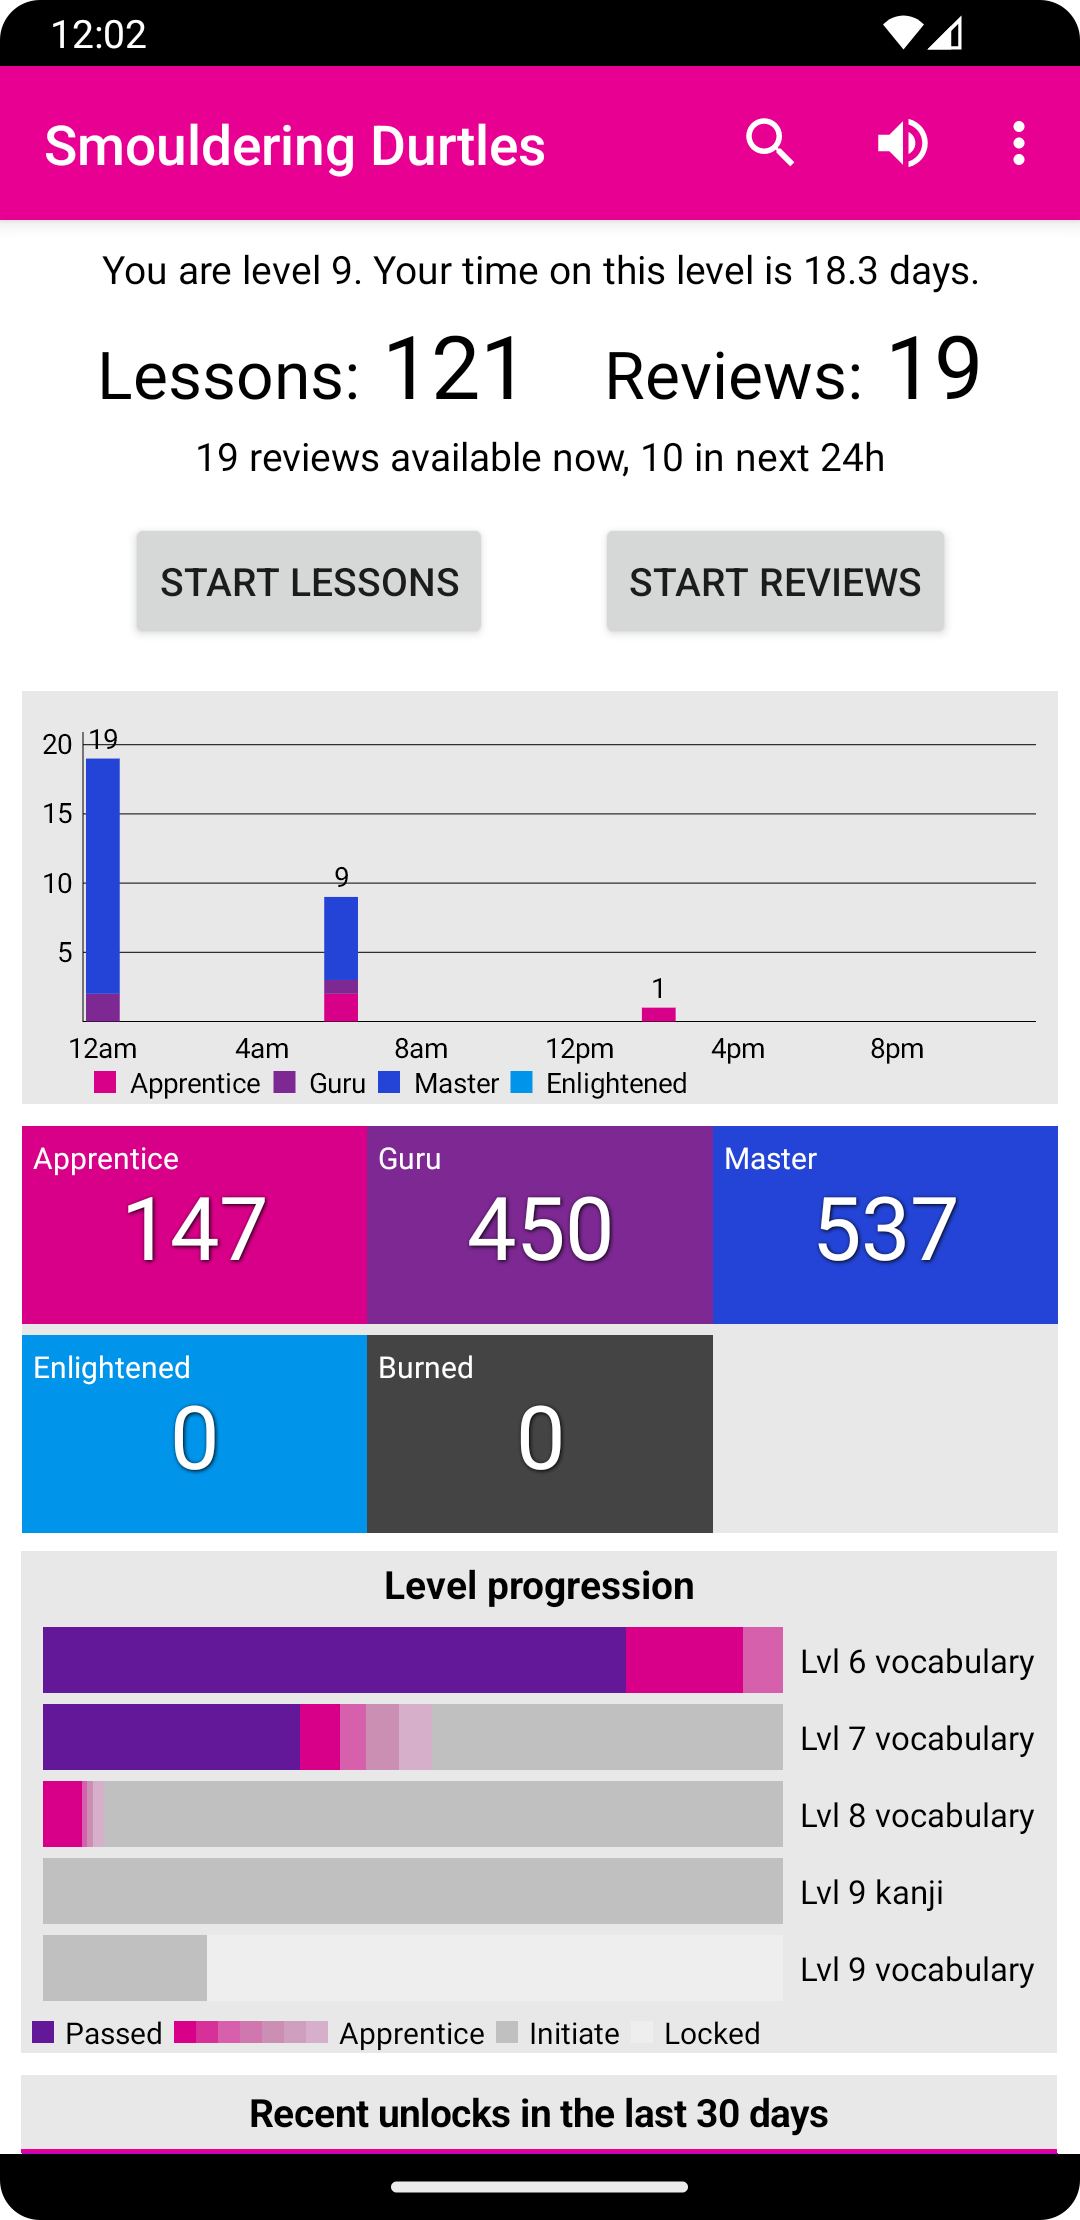 12:02
Smouldering Durtles
You are level 9. Your time on this level is 18.3 days.
Lessons: 121 Reviews: 19
19 reviews available now, 10 in next 24h
START LESSONS START REVIEWS
20 19
15
10 9
5
1
12am 4am 8am 12pm 4pm 8pm
Apprentice Guru Master Enlightened
Apprentice Guru Master
147 450 537
Enlightened Burned
0 0
Level progression
Lvl 6 vocabulary
Lvl 7 vocabulary
Lvl 8 vocabulary
Lvl 9 kanji
Lvl 9 vocabulary
Passed Apprentice Initiate Locked
Recent unlocks in the last 30 days